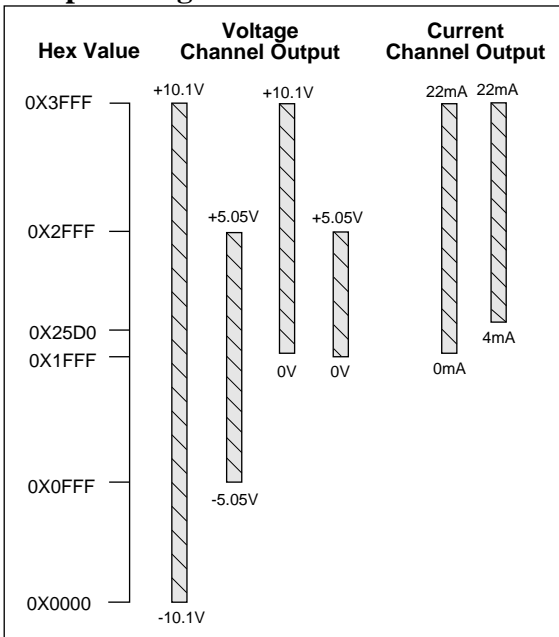 Hex Value
Voltage
Channel Output
Current
Channel Output
+10.1V
+10.1V
22mA 22mA
0X3FFF
+5.05V
+5.05V
0X2FFF
0X25D0
4mA
0X1FFF
0V
0V
0mA
0X0FFF
-5.05V
0X0000
-10.1V